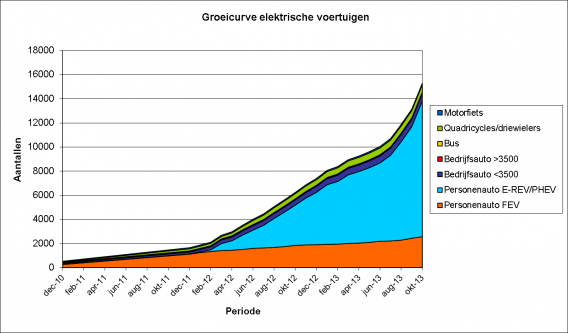 Groeicurve elektrische voertuigen
18000
16000
14000
12000
10000
8000
6000
4000
2000
0
Aantallen
dec-10
feb-11
apr-11
jun-11
aug-11
okt-11
dec-11
feb-12
apr-12
jun-12
aug-12
okt-12
dec-12
feb-13
apr-13
jun-13
aug-13
okt-13
Periode
Motorfiets
Quadricycles/driewielers
Bus
Bedrijfsauto >3500
Bedrijfsauto <3500
Personenauto E-REV/PHEV
Personenauto FEV